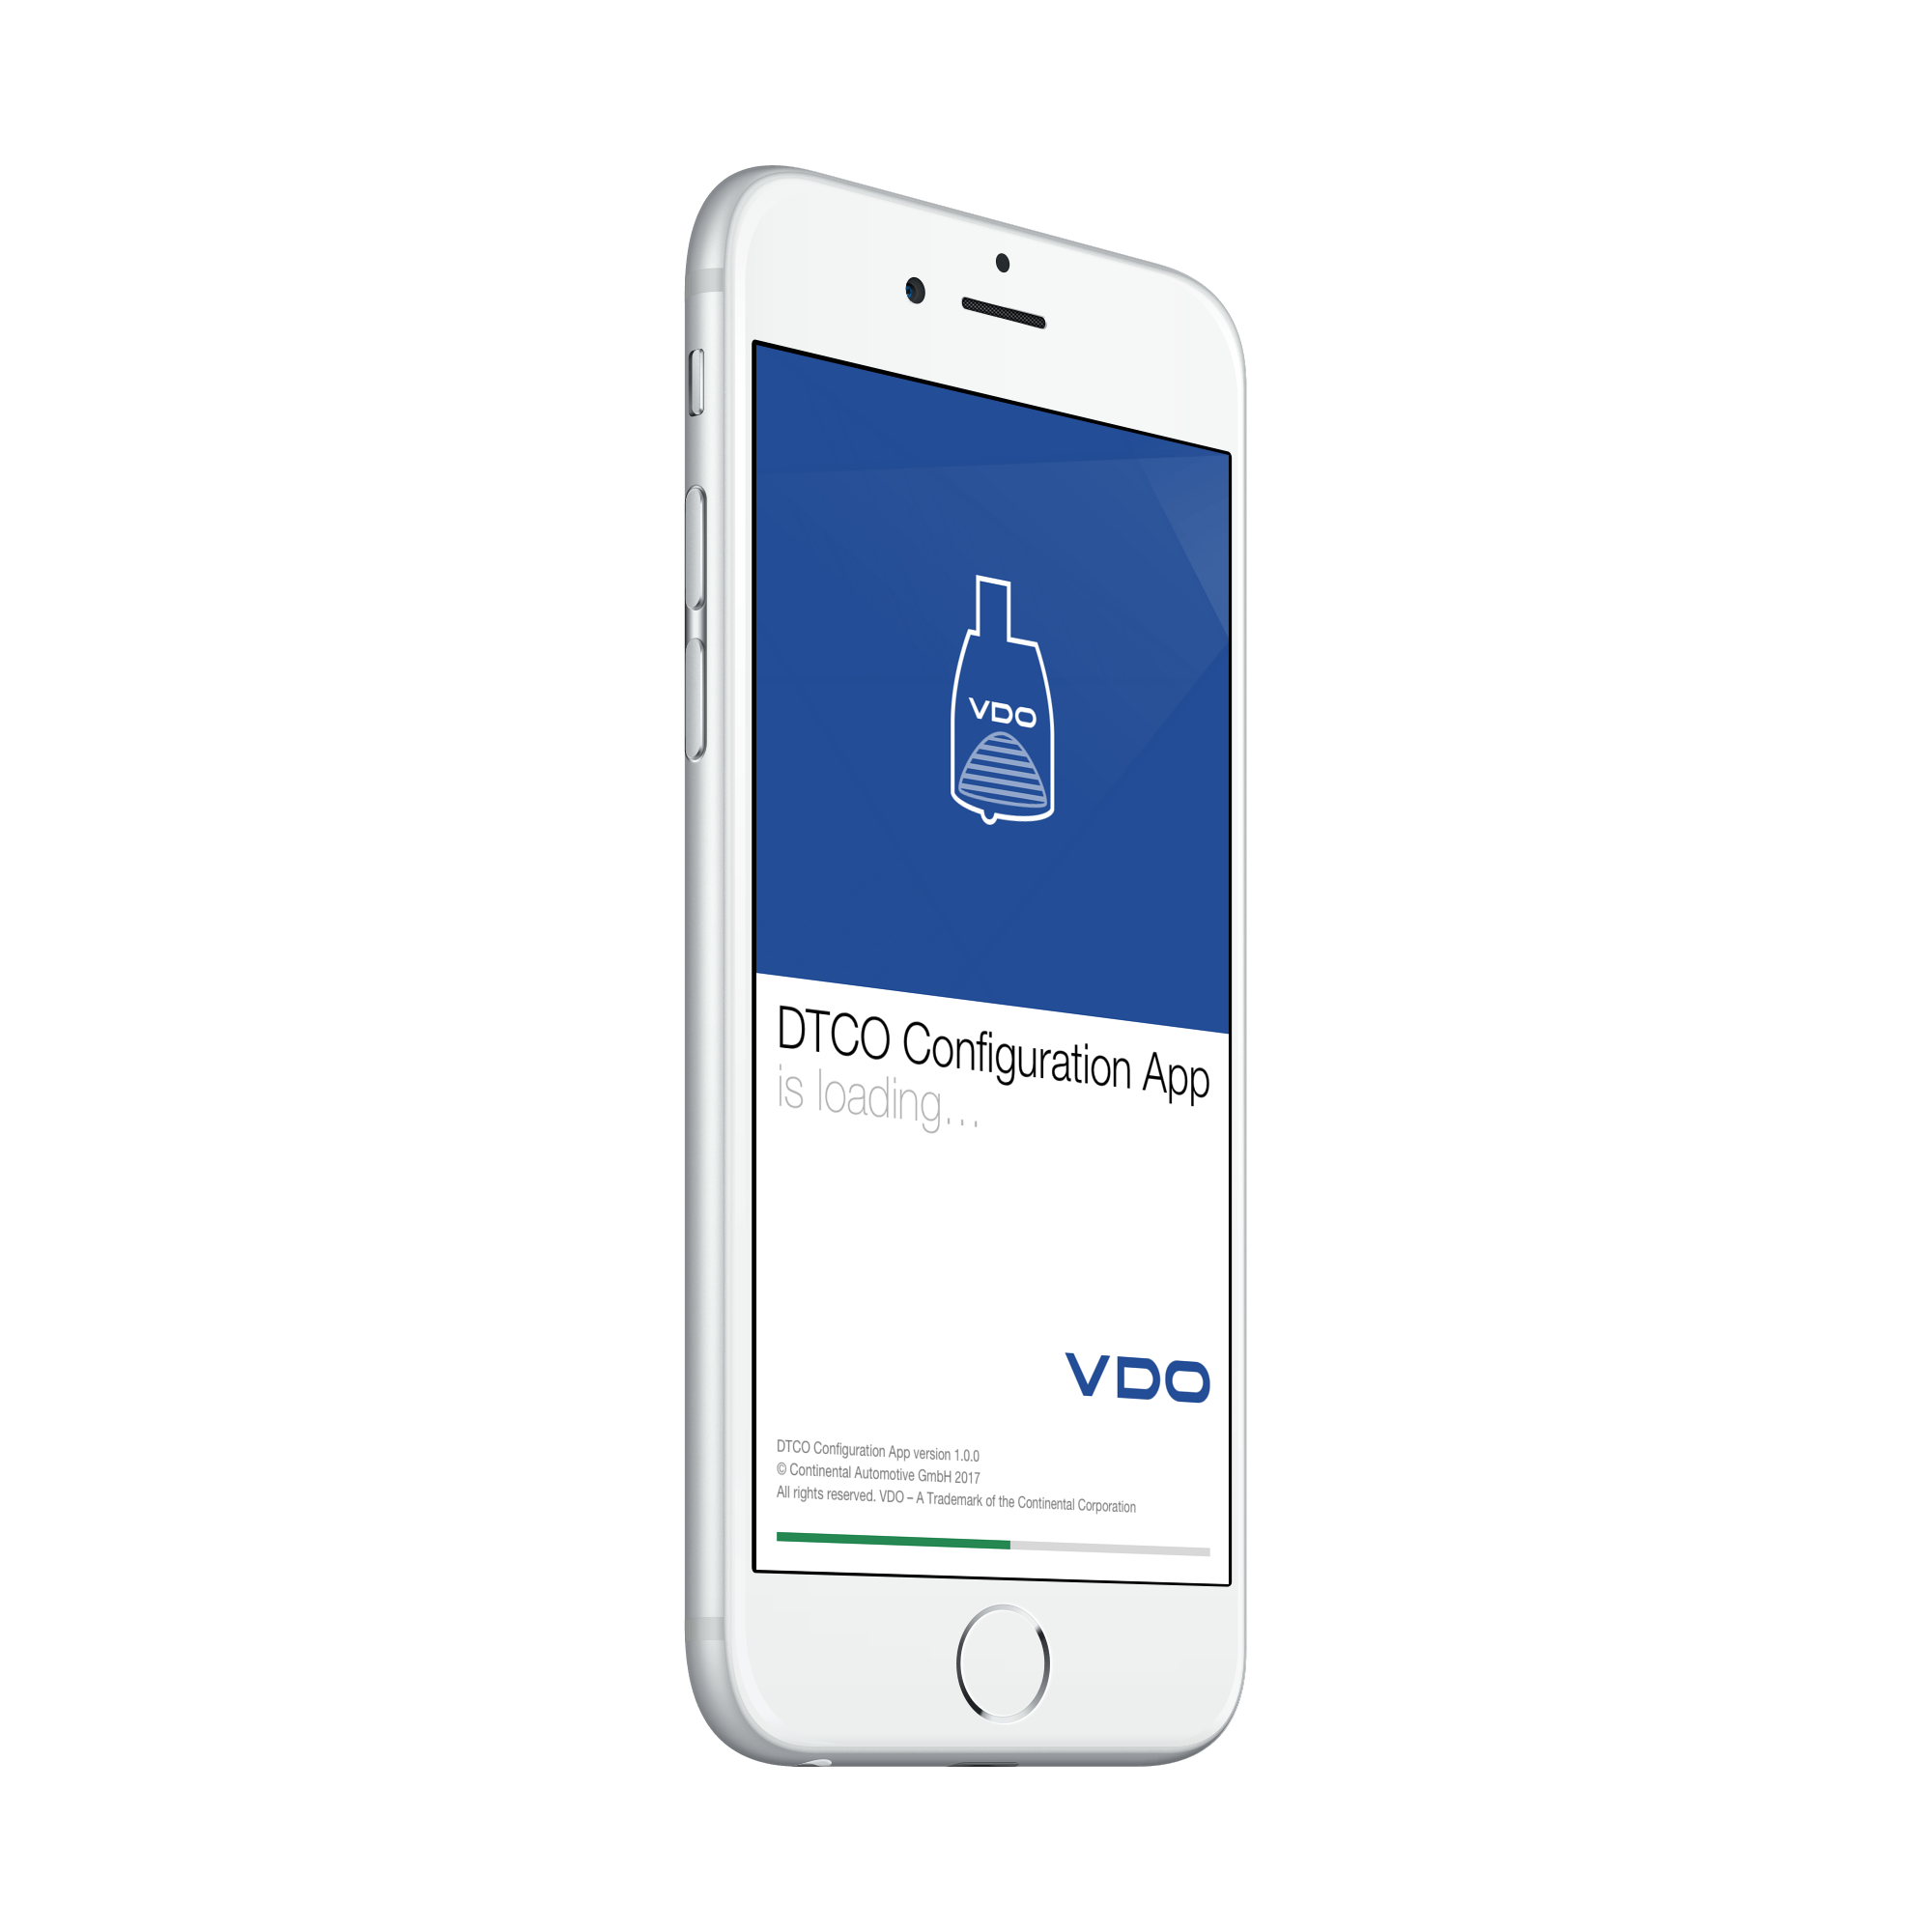 VDO
DTCO Configuration App
is loading...
VDO
DTCO Configuration App version 1.0.0
© Continental Automotive GmbH 2017
All rights reserved. VDO – A Trademark of the Continental Corporation